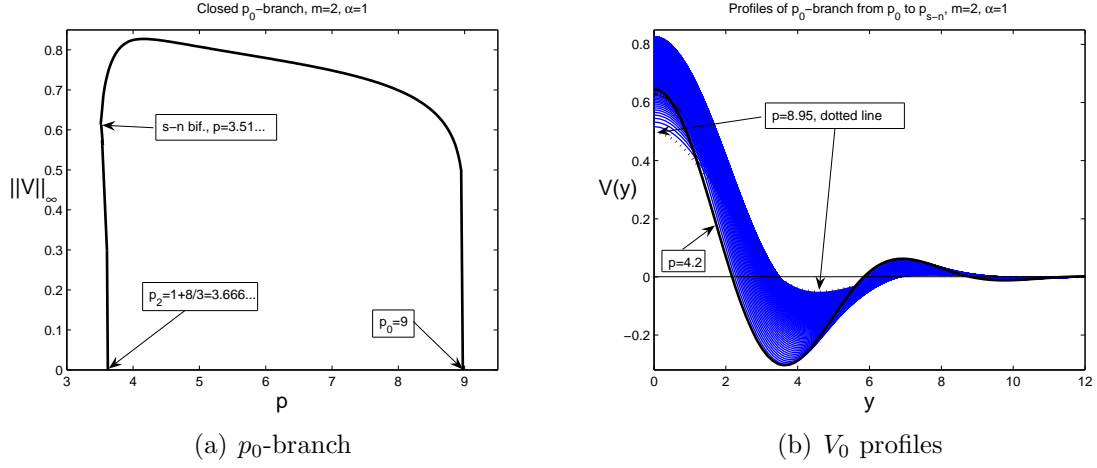 Closed p₀−branch, m=2, α=1
0.8
0.7
0.6
0.5
0.4
0.3
0.2
0.1
0
||V||∞
s−n bif., p=3.51...
p₂=1+8/3=3.666...
p₀=9
3 4 5 6 7 8 9
p
(a) p₀-branch
Profiles of p₀−branch from p₀ to pₛ₋ₙ, m=2, α=1
0.8
0.6
0.4
0.2
0
−0.2
V(y)
p=8.95, dotted line
p=4.2
0 2 4 6 8 10 12
y
(b) V₀ profiles